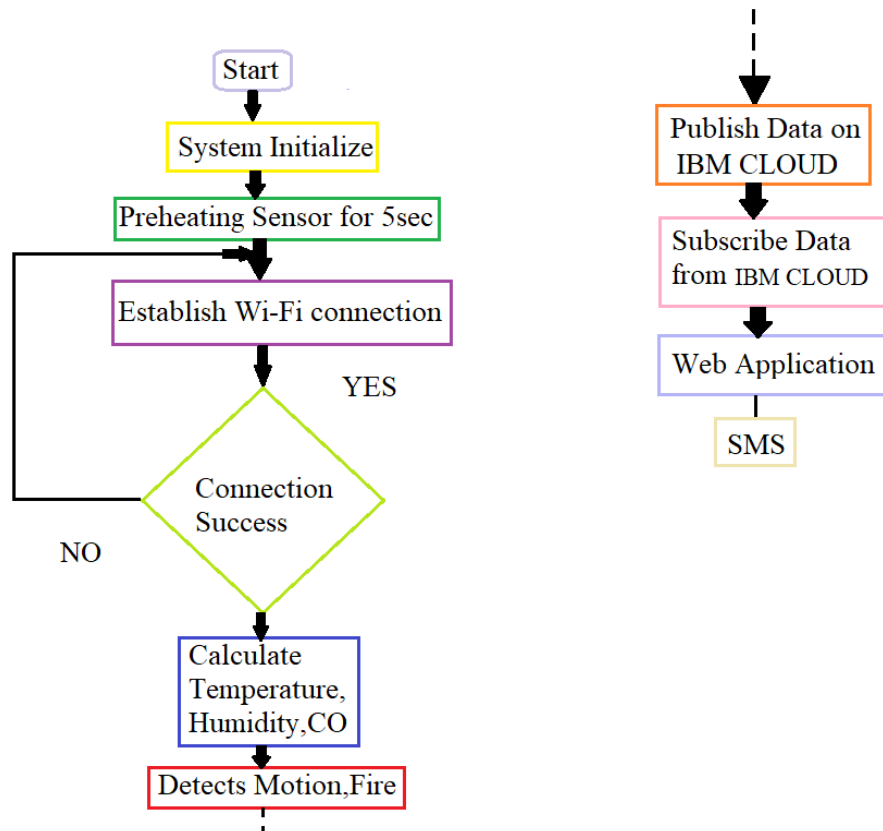 Start
System Initialize
Preheating Sensor for 5sec
Establish Wi-Fi connection
YES
Connection
Success
NO
Calculate
Temperature,
Humidity,CO
Detects Motion,Fire
Publish Data on
IBM CLOUD
Subscribe Data
from IBM CLOUD
Web Application
SMS